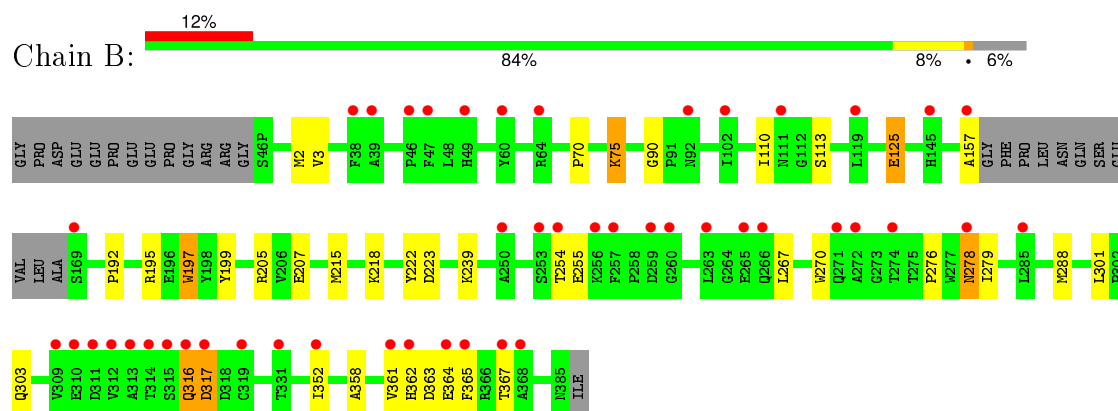 12%
Chain B:
84% 8% • 6%
GLY PRO ASP GLU GLU PRO GLU GLU PRO GLY ARG ARG GLY S46P M2 V3 F38 A39 P46 F47 L48 H49 Y60 R64 P70 K75 G90 P91 N92 I102 I110 N111 G112 S113 L119 E125 H145 A157 GLY PHE PRO LEU ASN GLN SER
VAL LEU ALA S169 P192 R195 E196 W197 Y198 Y199 R205 V206 E207 M215 K218 Y222 D223 K239 A250 S253 T254 E255 K256 F257 P258 D259 G260 L263 G264 E265 Q266 L267 W270 Q271 A272 G273 T274 T275 P276 W277 N278 I279 L285 M288 L301
Q303 V309 E310 D311 V312 A313 T314 S315 Q316 D317 D318 C319 T331 I352 A358 V361 H362 D363 E364 F365 R366 T367 A368 N385 ILE